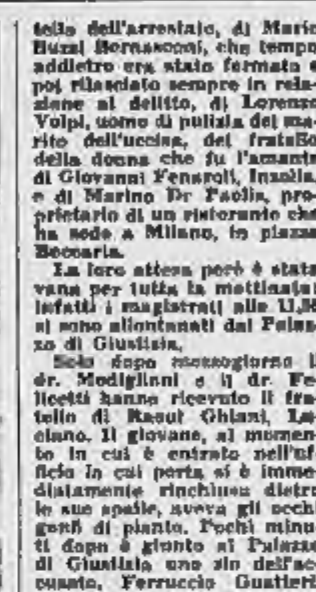 tello dell'arrestato, di Mario
Buzzi Bernasconi, che tempo
addietro era stato fermato e
poi rilasciato sempre in rela-
zione al delitto, di Lorenzo
Volpi, uomo di pulizia del ma-
rito dell'uccisa, del fratello
della donna che fu l'amante
di Giovanni Fenaroli, Inzolia,
e di Marino De Paolis, pro-
prietario di un ristorante che
ha sede a Milano, in piazza
Beccaria.
La loro attesa però è stata
vana per tutta la mattinata:
infatti i magistrati alle
si sono allontanati dal Palaz-
zo di Giustizia.
Solo dopo mezzogiorno il
dr. Modigliani e il dr. Fe-
licetti hanno ricevuto il fra-
tello di Raoul Ghiani, Lu-
ciano. Il giovane, al momen-
to in cui è entrato nell'uf-
ficio la cui porta si è imme-
diatamente rinchiusa dietro
le sue spalle, aveva gli occhi
gonfi di pianto. Pochi minu-
ti dopo è giunto al Palazzo
di Giustizia uno zio dell'ac-
cusato, Ferruccio Gualtieri